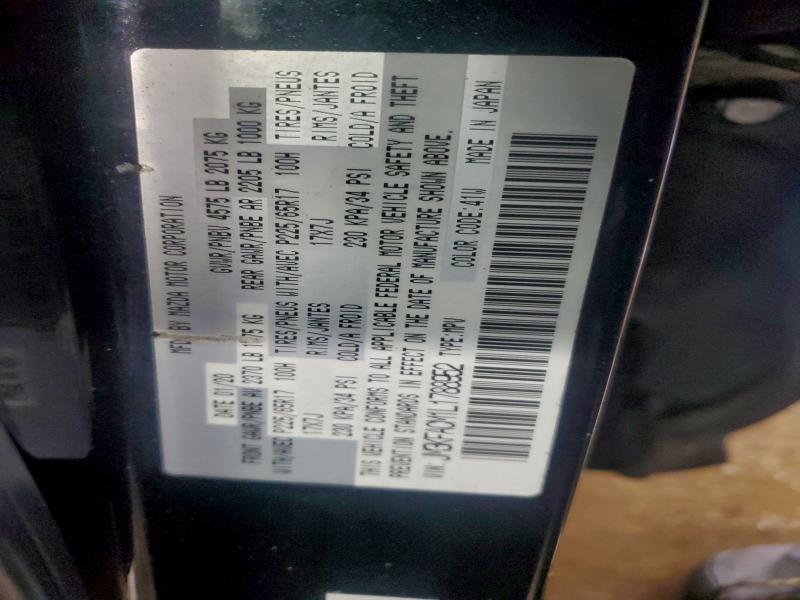 MFD. BY MAZDA MOTOR CORPORATION
DATE 01/20 GVWR/PNBV 4575 LB 2075 KG
FRONT GAWR/PNBE AV 2370 LB 1075 KG REAR GAWR/PNBE AR 2205 LB 1000 KG
WITH/AVEC P225/65R17 100H TIRES/PNEUS WITH/AVEC P225/65R17 100H TIRES/PNEUS
17X7J RIMS/JANTES 17X7J RIMS/JANTES
230 KPA/34 PSI COLD/A FROID 230 KPA/34 PSI COLD/A FROID
THIS VEHICLE CONFORMS TO ALL APPLICABLE FEDERAL MOTOR VEHICLE SAFETY AND THEFT
PREVENTION STANDARDS IN EFFECT ON THE DATE OF MANUFACTURE SHOWN ABOVE.
VIN: JM3KFACM1L1788952 TYPE:MPV COLOR CODE:41W MADE IN JAPAN